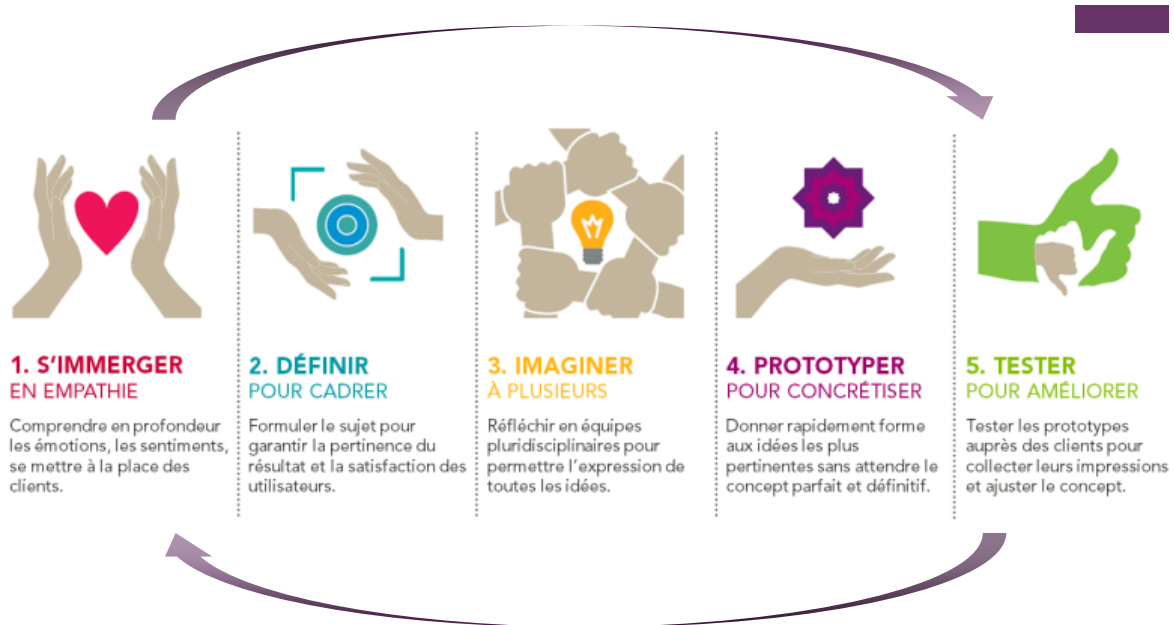 1. S'IMMERGER
EN EMPATHIE
Comprendre en profondeur
les émotions, les sentiments,
se mettre à la place des
clients.
2. DÉFINIR
POUR CADRER
Formuler le sujet pour
garantir la pertinence du
résultat et la satisfaction des
utilisateurs.
3. IMAGINER
À PLUSIEURS
Réfléchir en équipes
pluridisciplinaires pour
permettre l'expression de
toutes les idées.
4. PROTOTYPER
POUR CONCRÉTISER
Donner rapidement forme
aux idées les plus
pertinentes sans attendre le
concept parfait et définitif.
5. TESTER
POUR AMÉLIORER
Tester les prototypes
auprès des clients pour
collecter leurs impressions
et ajuster le concept.